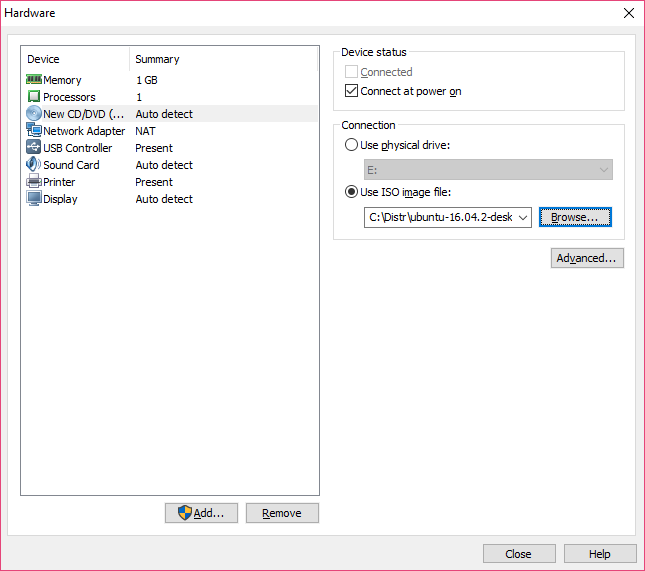 Hardware
Device Summary
Memory 1 GB
Processors 1
New CD/DVD (... Auto detect
Network Adapter NAT
USB Controller Present
Sound Card Auto detect
Printer Present
Display Auto detect
Add... Remove
Device status
Connected
Connect at power on
Connection
Use physical drive:
E:
Use ISO image file:
C:\Distr\ubuntu-16.04.2-desk Browse...
Advanced...
Close Help